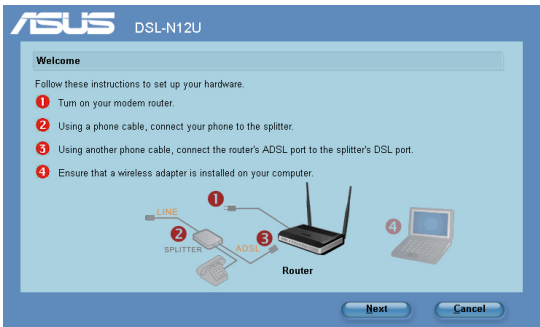 ASUS DSL-N12U
Welcome
Follow these instructions to set up your hardware.
1 Turn on your modem router.
2 Using a phone cable, connect your phone to the splitter.
3 Using another phone cable, connect the router's ADSL port to the splitter's DSL port.
4 Ensure that a wireless adapter is installed on your computer.
1
LINE
4
2
3
SPLITTER
ADSL
Router
Next
Cancel